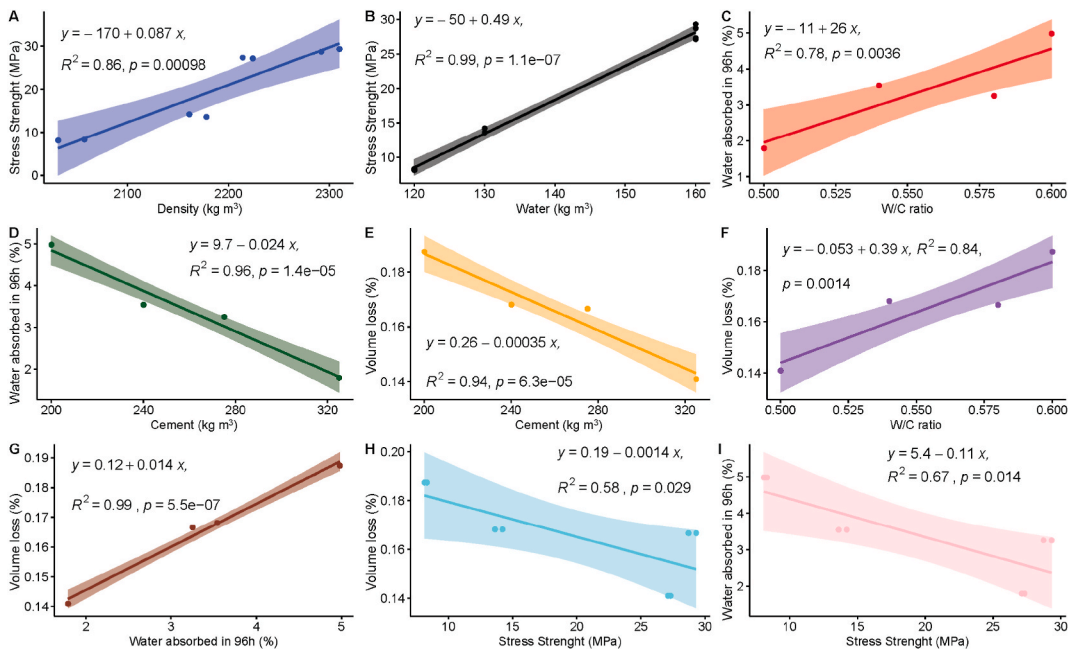 A
y = − 170 + 0.087 x,
R² = 0.86, p = 0.00098
Stress Strenght (MPa)
30
20
10
0
2100
2200
2300
Density (kg m³)
B
y = − 50 + 0.49 x,
R² = 0.99, p = 1.1e−07
Stress Strenght (MPa)
30
20
10
120
130
140
150
160
Water (kg m³)
C
y = − 11 + 26 x,
R² = 0.78, p = 0.0036
Water absorbed in 96h (%)
5
4
3
2
1
0.500
0.525
0.550
0.575
0.600
W/C ratio
D
y = 9.7 − 0.024 x,
R² = 0.96, p = 1.4e−05
Water absorbed in 96h (%)
5
4
3
2
200
240
280
320
Cement (kg m³)
E
y = 0.26 − 0.00035 x,
R² = 0.94, p = 6.3e−05
Volume loss (%)
0.18
0.16
0.14
200
240
280
320
Cement (kg m³)
F
y = − 0.053 + 0.39 x, R² = 0.84,
p = 0.0014
Volume loss (%)
0.18
0.16
0.14
0.500
0.525
0.550
0.575
0.600
W/C ratio
G
y = 0.12 + 0.014 x,
R² = 0.99 , p = 5.5e−07
Volume loss (%)
0.19
0.18
0.17
0.16
0.15
0.14
2
3
4
5
Water absorbed in 96h (%)
H
y = 0.19 − 0.0014 x,
R² = 0.58 , p = 0.029
Volume loss (%)
0.20
0.18
0.16
0.14
10
15
20
25
30
Stress Strenght (MPa)
I
y = 5.4 − 0.11 x,
R² = 0.67 , p = 0.014
Water absorbed in 96h (%)
5
4
3
2
10
15
20
25
30
Stress Strenght (MPa)